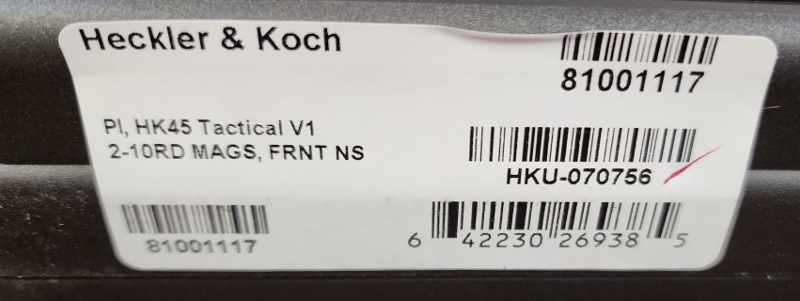 Heckler & Koch
81001117
PI, HK45 Tactical V1
2-10RD MAGS, FRNT NS
HKU-070756
81001117
6 42230 26938 5